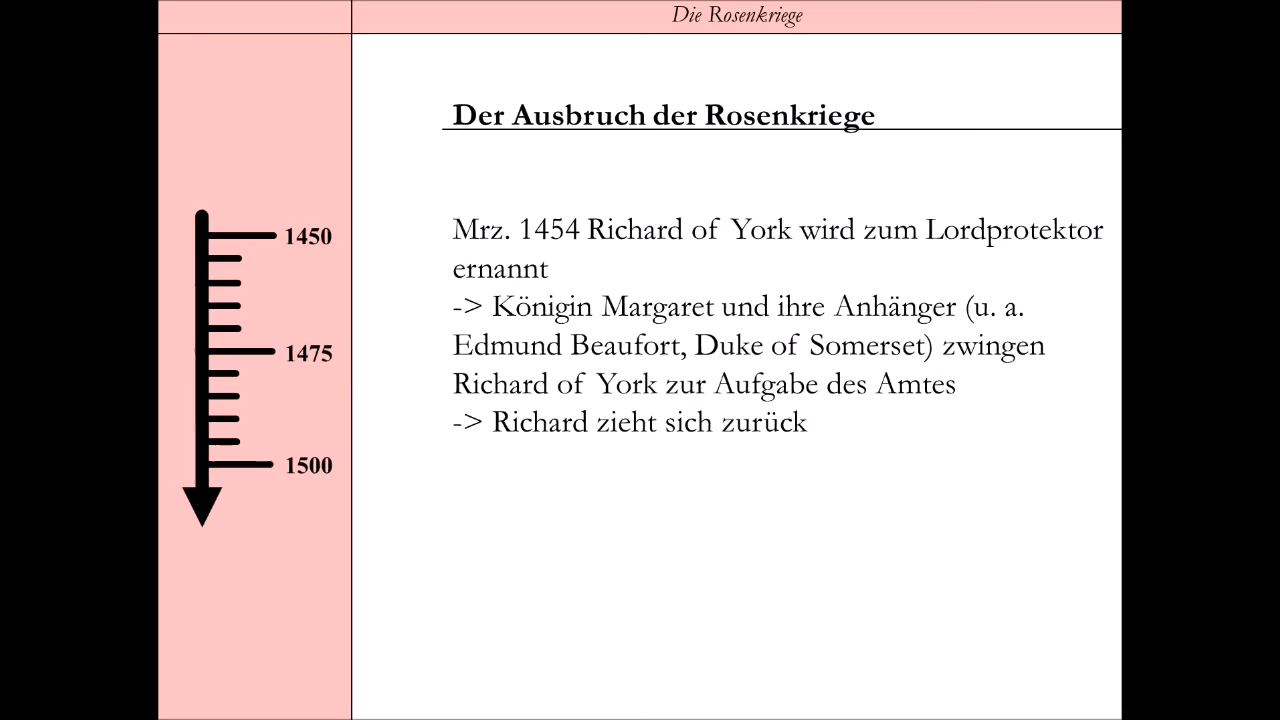 Die Rosenkriege
Der Ausbruch der Rosenkriege
Mrz. 1454 Richard of York wird zum Lordprotektor
ernannt
-> Königin Margaret und ihre Anhänger (u. a.
Edmund Beaufort, Duke of Somerset) zwingen
Richard of York zur Aufgabe des Amtes
-> Richard zieht sich zurück
1450
1475
1500